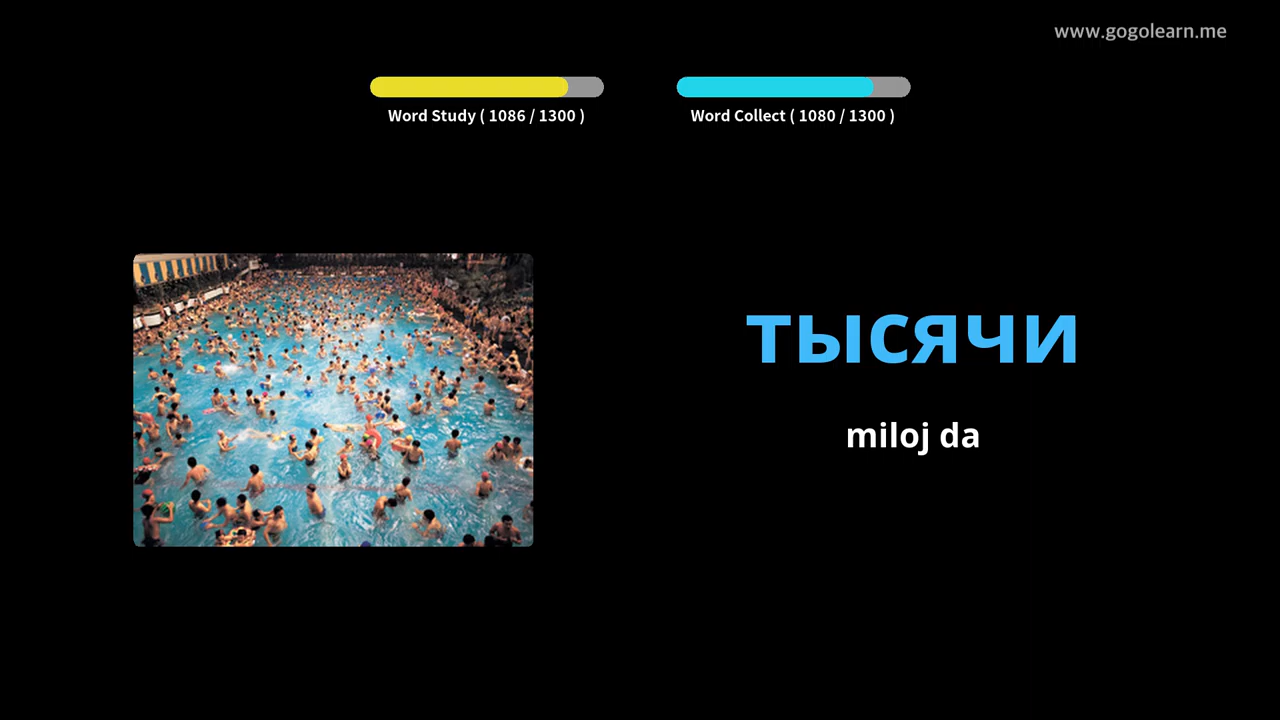 www.gogolearn.me
Word Study ( 1086 / 1300 )
Word Collect ( 1080 / 1300 )
тысячи
miloj da